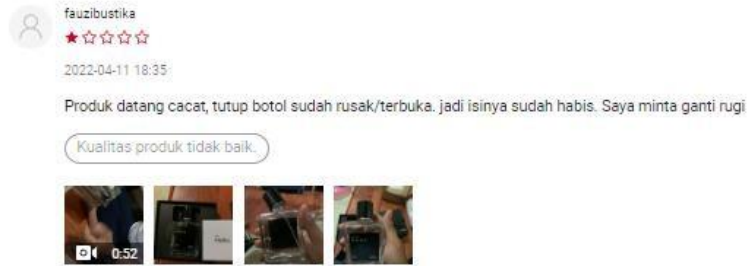 fauzibustika
2022-04-11 18:35
Produk datang cacat, tutup botol sudah rusak/terbuka. jadi isinya sudah habis. Saya minta ganti rugi
Kualitas produk tidak baik.
0:52